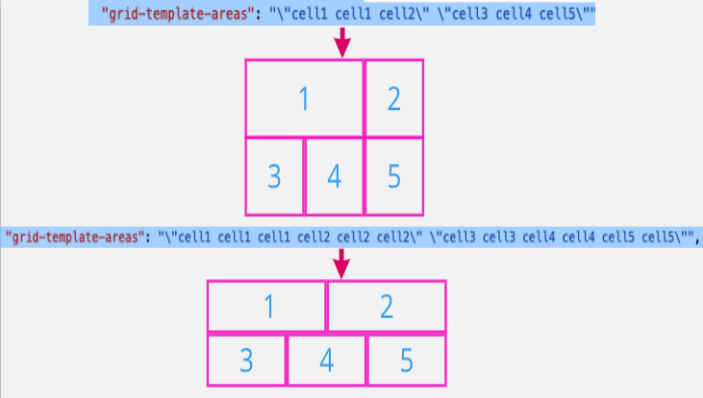 "grid-template-areas": "\"cell1 cell1 cell2\" \"cell3 cell4 cell5\""
1 2
3 4 5
"grid-template-areas": "\"cell1 cell1 cell1 cell2 cell2 cell2\" \"cell3 cell3 cell4 cell4 cell5 cell5\"",
1 2
3 4 5